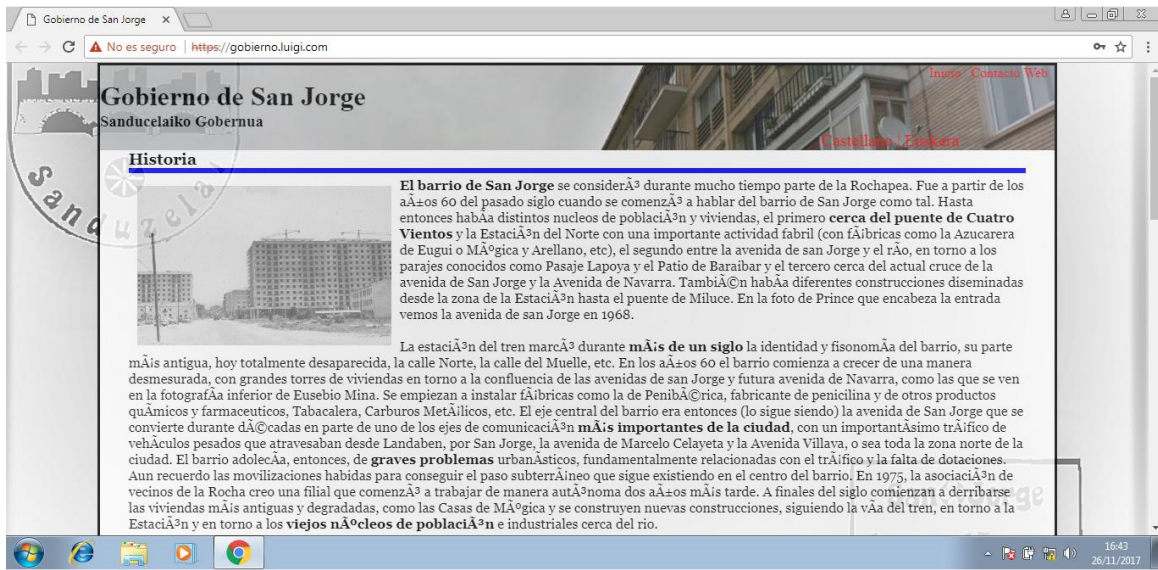 Gobierno de San Jorge
No es seguro | https://gobierno.luigi.com
Inicio Contacto Web
Gobierno de San Jorge
Sanducelaiko Gobernua
Castellano | Euskera
Sanduzelai
Historia
El barrio de San Jorge se considerÃ³ durante mucho tiempo parte de la Rochapea. Fue a partir de los
aÃ±os 60 del pasado siglo cuando se comenzÃ³ a hablar del barrio de San Jorge como tal. Hasta
entonces habÃa distintos nucleos de poblaciÃ³n y viviendas, el primero cerca del puente de Cuatro
Vientos y la EstaciÃ³n del Norte con una importante actividad fabril (con fÃ¡bricas como la Azucarera
de Eugui o MÃºgica y Arellano, etc), el segundo entre la avenida de san Jorge y el rÃo, en torno a los
parajes conocidos como Pasaje Lapoya y el Patio de Baraibar y el tercero cerca del actual cruce de la
avenida de San Jorge y la Avenida de Navarra. TambiÃ©n habÃa diferentes construcciones diseminadas
desde la zona de la EstaciÃ³n hasta el puente de Miluce. En la foto de Prince que encabeza la entrada
vemos la avenida de san Jorge en 1968.
La estaciÃ³n del tren marcÃ³ durante mÃ¡s de un siglo la identidad y fisonomÃa del barrio, su parte
mÃ¡s antigua, hoy totalmente desaparecida, la calle Norte, la calle del Muelle, etc. En los aÃ±os 60 el barrio comienza a crecer de una manera
desmesurada, con grandes torres de viviendas en torno a la confluencia de las avenidas de san Jorge y futura avenida de Navarra, como las que se ven
en la fotografÃa inferior de Eusebio Mina. Se empiezan a instalar fÃ¡bricas como la de PenibÃ©rica, fabricante de penicilina y de otros productos
quÃmicos y farmaceuticos, Tabacalera, Carburos MetÃ¡licos, etc. El eje central del barrio era entonces (lo sigue siendo) la avenida de San Jorge que se
convierte durante dÃ©cadas en parte de uno de los ejes de comunicaciÃ³n mÃ¡s importantes de la ciudad, con un importantÃsimo trÃ¡fico de
vehÃculos pesados que atravesaban desde Landaben, por San Jorge, la avenida de Marcelo Celayeta y la Avenida Villava, o sea toda la zona norte de la
ciudad. El barrio adolecÃa, entonces, de graves problemas urbanÃsticos, fundamentalmente relacionadas con el trÃ¡fico y la falta de dotaciones.
Aun recuerdo las movilizaciones habidas para conseguir el paso subterrÃ¡neo que sigue existiendo en el centro del barrio. En 1975, la asociaciÃ³n de
vecinos de la Rocha creo una filial que comenzÃ³ a trabajar de manera autÃ³noma dos aÃ±os mÃ¡s tarde. A finales del siglo comienzan a derribarse
las viviendas mÃ¡s antiguas y degradadas, como las Casas de MÃºgica y se construyen nuevas construcciones, siguiendo la vÃa del tren, en torno a la
EstaciÃ³n y en torno a los viejos nÃºcleos de poblaciÃ³n e industriales cerca del rio.
San Jorge
16:43
26/11/2017